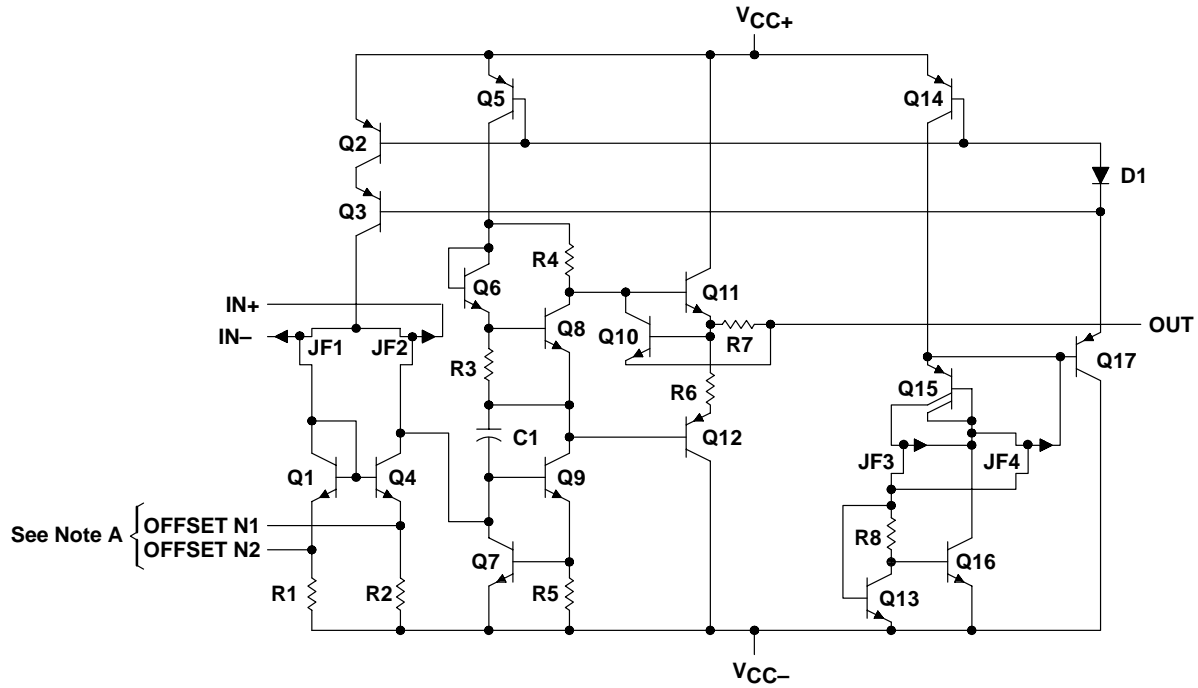 VCC+
Q5
Q14
Q2
D1
Q3
R4
Q6
Q11
IN+
Q8
Q10
OUT
IN–
R7
JF1
JF2
R3
Q17
Q15
R6
C1
Q12
JF3
JF4
Q1
Q4
Q9
See Note A
OFFSET N1
OFFSET N2
R8
Q7
Q16
R1
R2
R5
Q13
VCC–